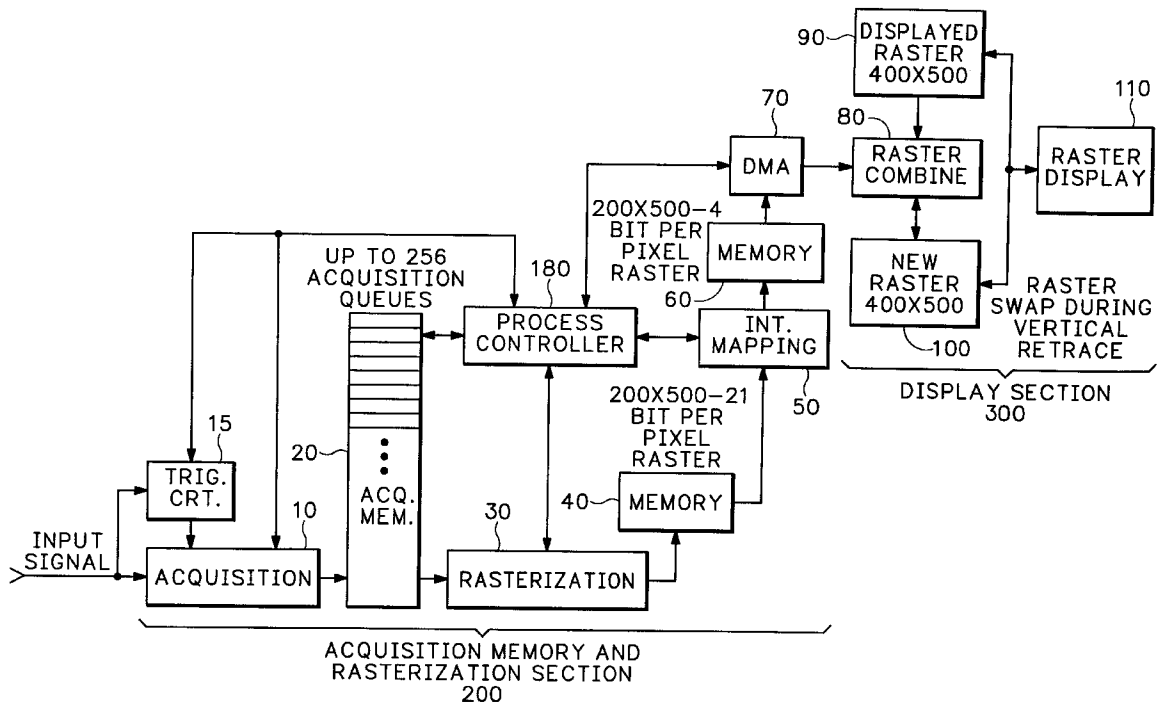 90
DISPLAYED
RASTER
400X500
110
70
80
DMA
RASTER
COMBINE
RASTER
DISPLAY
200X500-4
BIT PER
PIXEL
RASTER
MEMORY
60
UP TO 256
ACQUISITION
QUEUES
180
PROCESS
CONTROLLER
INT.
MAPPING
50
NEW
RASTER
400X500
100
RASTER
SWAP DURING
VERTICAL
RETRACE
DISPLAY SECTION
300
200X500-21
BIT PER
PIXEL
RASTER
15
TRIG.
CRT.
20
ACQ.
MEM.
40
MEMORY
INPUT
SIGNAL
10
ACQUISITION
30
RASTERIZATION
ACQUISITION MEMORY AND
RASTERIZATION SECTION
200